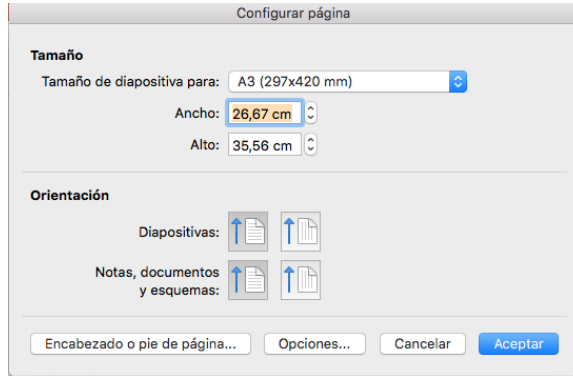 Configurar página
Tamaño
Tamaño de diapositiva para: A3 (297x420 mm)
Ancho: 26,67 cm
Alto: 35,56 cm
Orientación
Diapositivas:
Notas, documentos
y esquemas:
Encabezado o pie de página... Opciones... Cancelar Aceptar